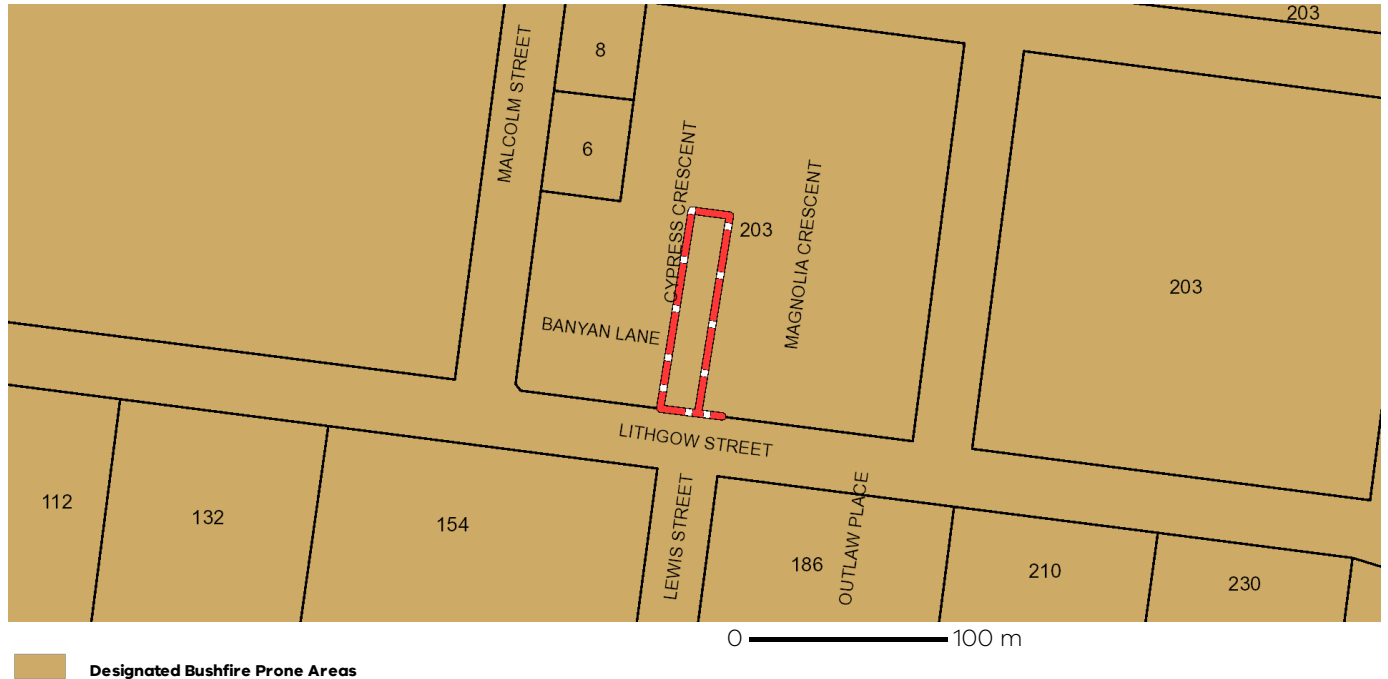 203
8
MALCOLM STREET
6
CYPRESS CRESCENT
MAGNOLIA CRESCENT
203
203
BANYAN LANE
LITHGOW STREET
112
132
154
LEWIS STREET
186
OUTLAW PLACE
210
230
0 100 m
Designated Bushfire Prone Areas